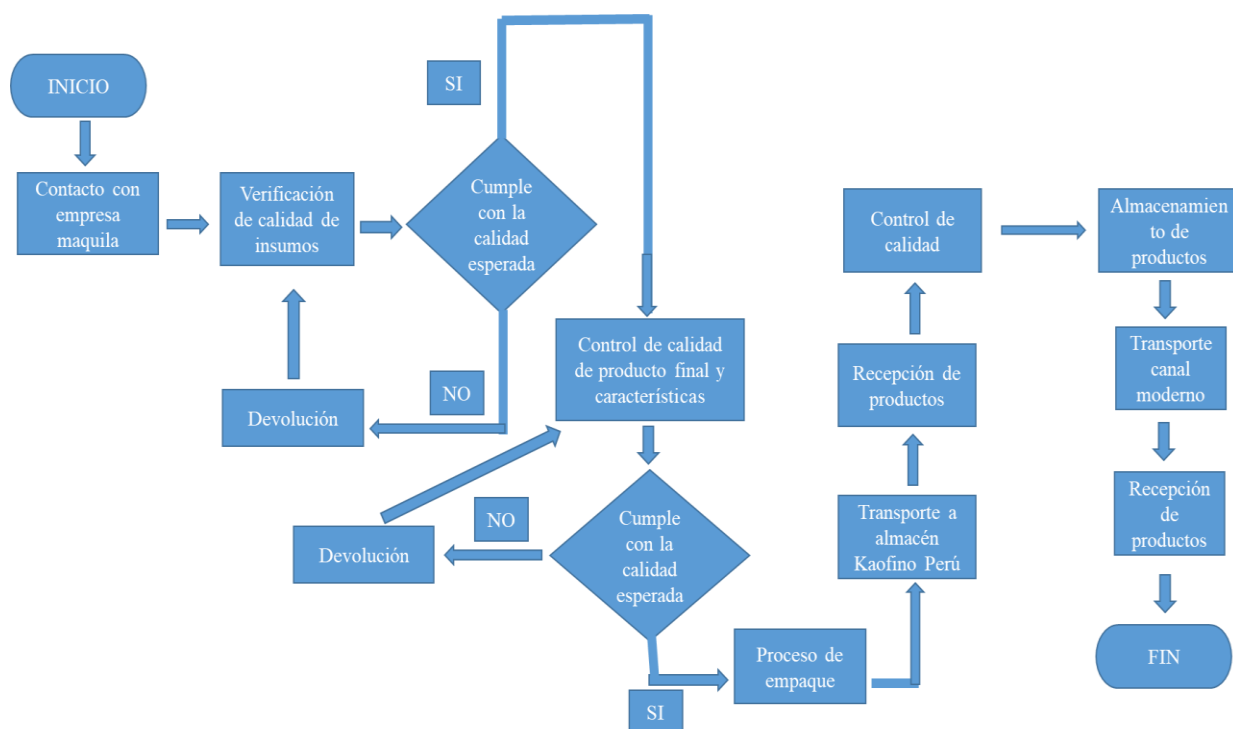 INICIO
Contacto con
empresa
maquila
Verificación
de calidad de
insumos
Cumple
con la
calidad
esperada
SI
NO
Devolución
Control de calidad
de producto final y
características
Cumple
con la
calidad
esperada
NO
Devolución
SI
Proceso de
empaque
Transporte a
almacén
Kaofino Perú
Recepción de
productos
Control de
calidad
Almacenamien
to de
productos
Transporte
canal
moderno
Recepción
de
productos
FIN